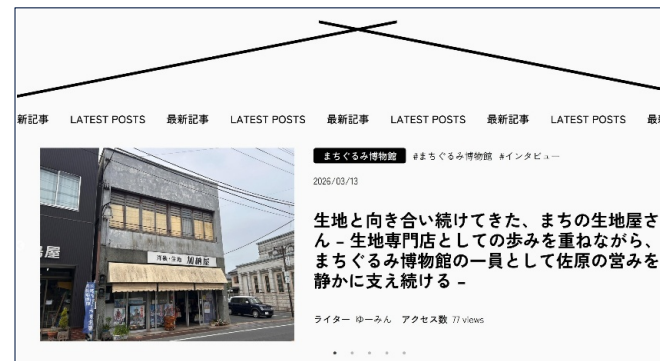 新記事 LATEST POSTS 最新記事 LATEST POSTS 最新記事 LATEST POSTS 最新記事 LATEST POSTS 最
まちぐるみ博物館 #まちぐるみ博物館 #インタビュー
2026/03/13
生地と向き合い続けてきた、まちの生地屋さ
ん – 生地専門店としての歩みを重ねながら、
まちぐるみ博物館の一員として佐原の営みを
静かに支え続ける –
ライター ゆーみん アクセス数 77 views
屋